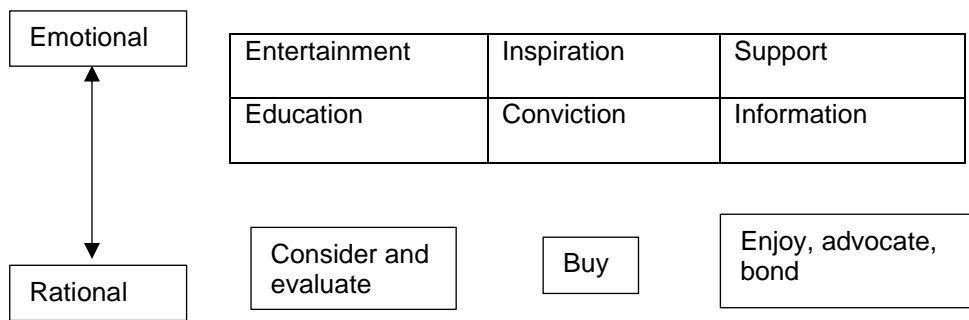 Emotional
Entertainment
Inspiration
Support
Education
Conviction
Information
Consider and
evaluate
Buy
Enjoy, advocate,
bond
Rational